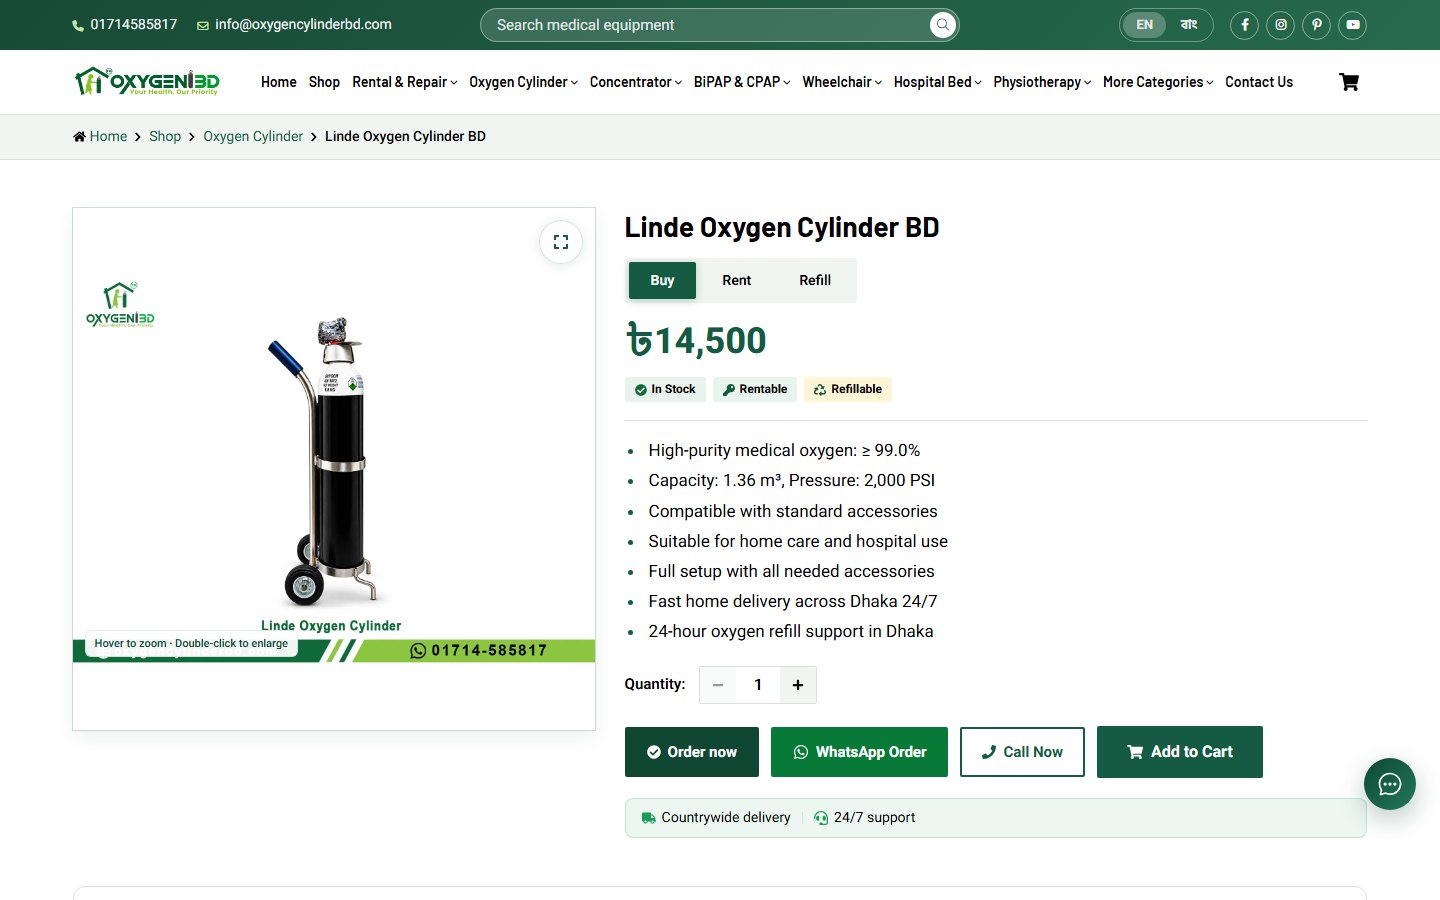 01714585817 info@oxygencylinderbd.com Search medical equipment EN বাং
OXYGENBD
Your Health, Our Priority
Home Shop Rental & Repair Oxygen Cylinder Concentrator BiPAP & CPAP Wheelchair Hospital Bed Physiotherapy More Categories Contact Us
Home > Shop > Oxygen Cylinder > Linde Oxygen Cylinder BD
OXYGENBD
Your Health, Our Priority
Linde Oxygen Cylinder
Hover to zoom · Double-click to enlarge
01714-585817
Linde Oxygen Cylinder BD
Buy Rent Refill
৳14,500
In Stock Rentable Refillable
• High-purity medical oxygen: ≥ 99.0%
• Capacity: 1.36 m³, Pressure: 2,000 PSI
• Compatible with standard accessories
• Suitable for home care and hospital use
• Full setup with all needed accessories
• Fast home delivery across Dhaka 24/7
• 24-hour oxygen refill support in Dhaka
Quantity: − 1 +
Order now WhatsApp Order Call Now Add to Cart
Countrywide delivery 24/7 support